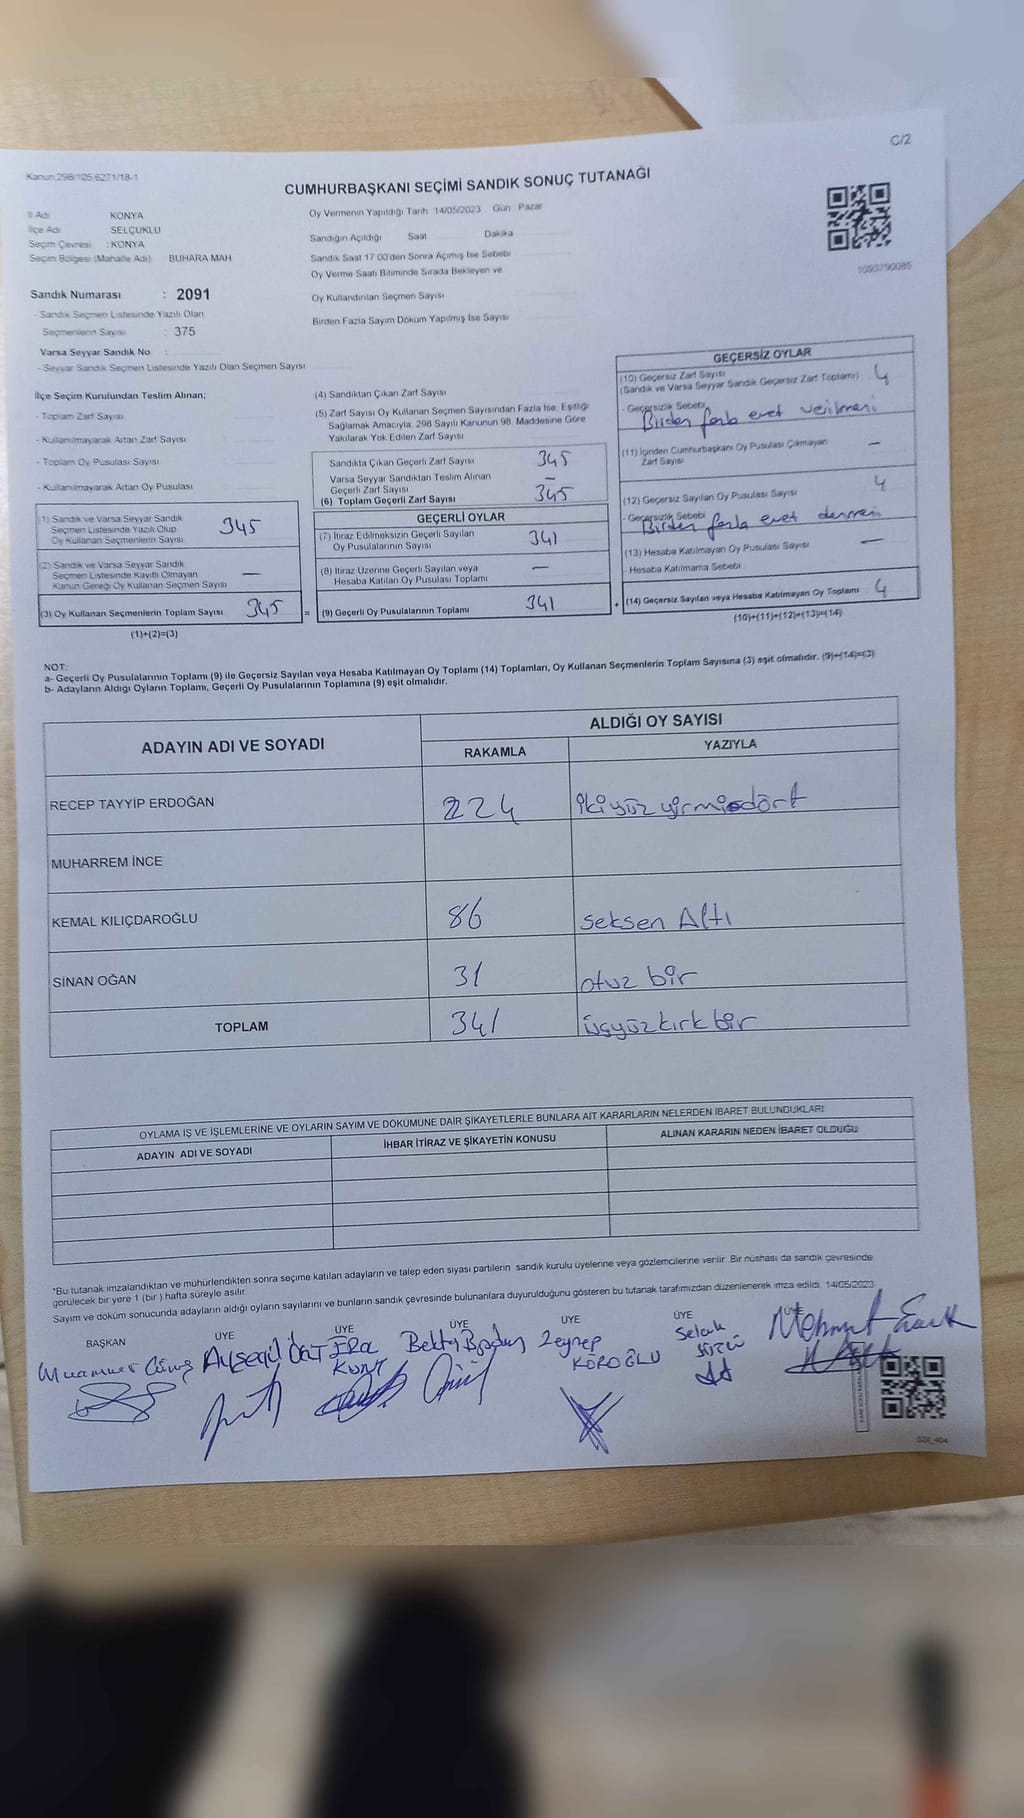 C/2
Kanun:298/105,6271/18-1
CUMHURBAŞKANI SEÇİMİ SANDIK SONUÇ TUTANAĞI
İl Adı KONYA
İlçe Adı SELÇUKLU
Seçim Çevresi : KONYA
Seçim Bölgesi (Mahalle Adı) BUHARA MAH
Sandık Numarası : 2091
- Sandık Seçmen Listesinde Yazılı Olan
Seçmenlerin Sayısı : 375
Varsa Seyyar Sandık No
- Seyyar Sandık Seçmen Listesinde Yazılı Olan Seçmen Sayısı
Oy Vermenin Yapıldığı Tarih 14/05/2023 Gün Pazar
Sandığın Açıldığı Saat Dakika
Sandık Saat 17.00'den Sonra Açımış İse Sebebi
Oy Verme Saati Bitiminde Sırada Bekleyen ve
Oy Kullandırılan Seçmen Sayısı
Birden Fazla Sayım Döküm Yapılmış İse Sayısı
1093790085
İlçe Seçim Kurulundan Teslim Alınan;
- Toplam Zarf Sayısı
- Kullanılmayarak Artan Zarf Sayısı
- Toplam Oy Pusulası Sayısı
- Kullanılmayarak Artan Oy Pusulası
(1) Sandık ve Varsa Seyyar Sandık
Seçmen Listesinde Yazılı Olup
Oy Kullanan Seçmenlerin Sayısı 345
(2) Sandık ve Varsa Seyyar Sandık
Seçmen Listesinde Kayıtlı Olmayan
Kanun Gereği Oy Kullanan Seçmen Sayısı —
(3) Oy Kullanan Seçmenlerin Toplam Sayısı 345 =
(1)+(2)=(3)
(4) Sandıktan Çıkan Zarf Sayısı
(5) Zarf Sayısı Oy Kullanan Seçmen Sayısından Fazla İse, Eşitliği
Sağlamak Amacıyla, 298 Sayılı Kanunun 98. Maddesine Göre
Yakılarak Yok Edilen Zarf Sayısı
Sandıkta Çıkan Geçerli Zarf Sayısı 345
Varsa Seyyar Sandıktan Teslim Alınan
Geçerli Zarf Sayısı —
(6) Toplam Geçerli Zarf Sayısı 345
GEÇERLİ OYLAR
(7) İtiraz Edilmeksizin Geçerli Sayılan
Oy Pusulalarının Sayısı 341
(8) İtiraz Üzerine Geçerli Sayılan veya
Hesaba Katılan Oy Pusulası Toplamı —
(9) Geçerli Oy Pusulalarının Toplamı 341 +
GEÇERSİZ OYLAR
(10) Geçersiz Zarf Sayısı
(Sandık ve Varsa Seyyar Sandık Geçersiz Zarf Toplamı) 4
- Geçersizlik Sebebi
Birden fazla evet verilmesi
(11) İçinden Cumhurbaşkanı Oy Pusulası Çıkmayan
Zarf Sayısı —
(12) Geçersiz Sayılan Oy Pusulası Sayısı 4
- Geçersizlik Sebebi
Birden fazla evet
(13) Hesaba Katılmayan Oy Pusulası Sayısı —
- Hesaba Katılmama Sebebi
(14) Geçersiz Sayılan veya Hesaba Katılmayan Oy Toplamı 4
(10)+(11)+(12)+(13)=(14)
NOT:
a- Geçerli Oy Pusulalarının Toplamı (9) ile Geçersiz Sayılan veya Hesaba Katılmayan Oy Toplamı (14) Toplamları, Oy Kullanan Seçmenlerin Toplam Sayısına (3) eşit olmalıdır. (9)+(14)=(3)
b- Adayların Aldığı Oyların Toplamı, Geçerli Oy Pusulalarının Toplamına (9) eşit olmalıdır.
ADAYIN ADI VE SOYADI ALDIĞI OY SAYISI
RAKAMLA YAZIYLA
RECEP TAYYİP ERDOĞAN 224 ikiyüz yirmidört
MUHARREM İNCE
KEMAL KILIÇDAROĞLU 86 seksen Altı
SİNAN OĞAN 31 otuz bir
TOPLAM 341 üçyüzkırkbir
OYLAMA İŞ VE İŞLEMLERİNE VE OYLARIN SAYIM VE DÖKÜMÜNE DAİR ŞİKAYETLERLE BUNLARA AİT KARARLARIN NELERDEN İBARET BULUNDUKLARI
ADAYIN ADI VE SOYADI İHBAR İTİRAZ VE ŞİKAYETİN KONUSU ALINAN KARARIN NEDEN İBARET OLDUĞU
*Bu tutanak imzalandıktan ve mühürlendikten sonra seçime katılan adayların ve talep eden siyasi partilerin sandık kurulu üyelerine veya gözlemcilerine verilir. Bir nüshası da sandık çevresinde
görülecek bir yere 1 (bir) hafta süreyle asılır.
Sayım ve döküm sonucunda adayların aldığı oyların sayılarını ve bunların sandık çevresinde bulunanlara duyurulduğunu gösteren bu tutanak tarafımızdan düzenlenerek imza edildi. 14/05/2023
BAŞKAN ÜYE ÜYE ÜYE ÜYE ÜYE ÜYE
Muammer Güneş
Ayşegül
Esra
Zeynep
KÖROĞLU
Selçuk
Mehmet